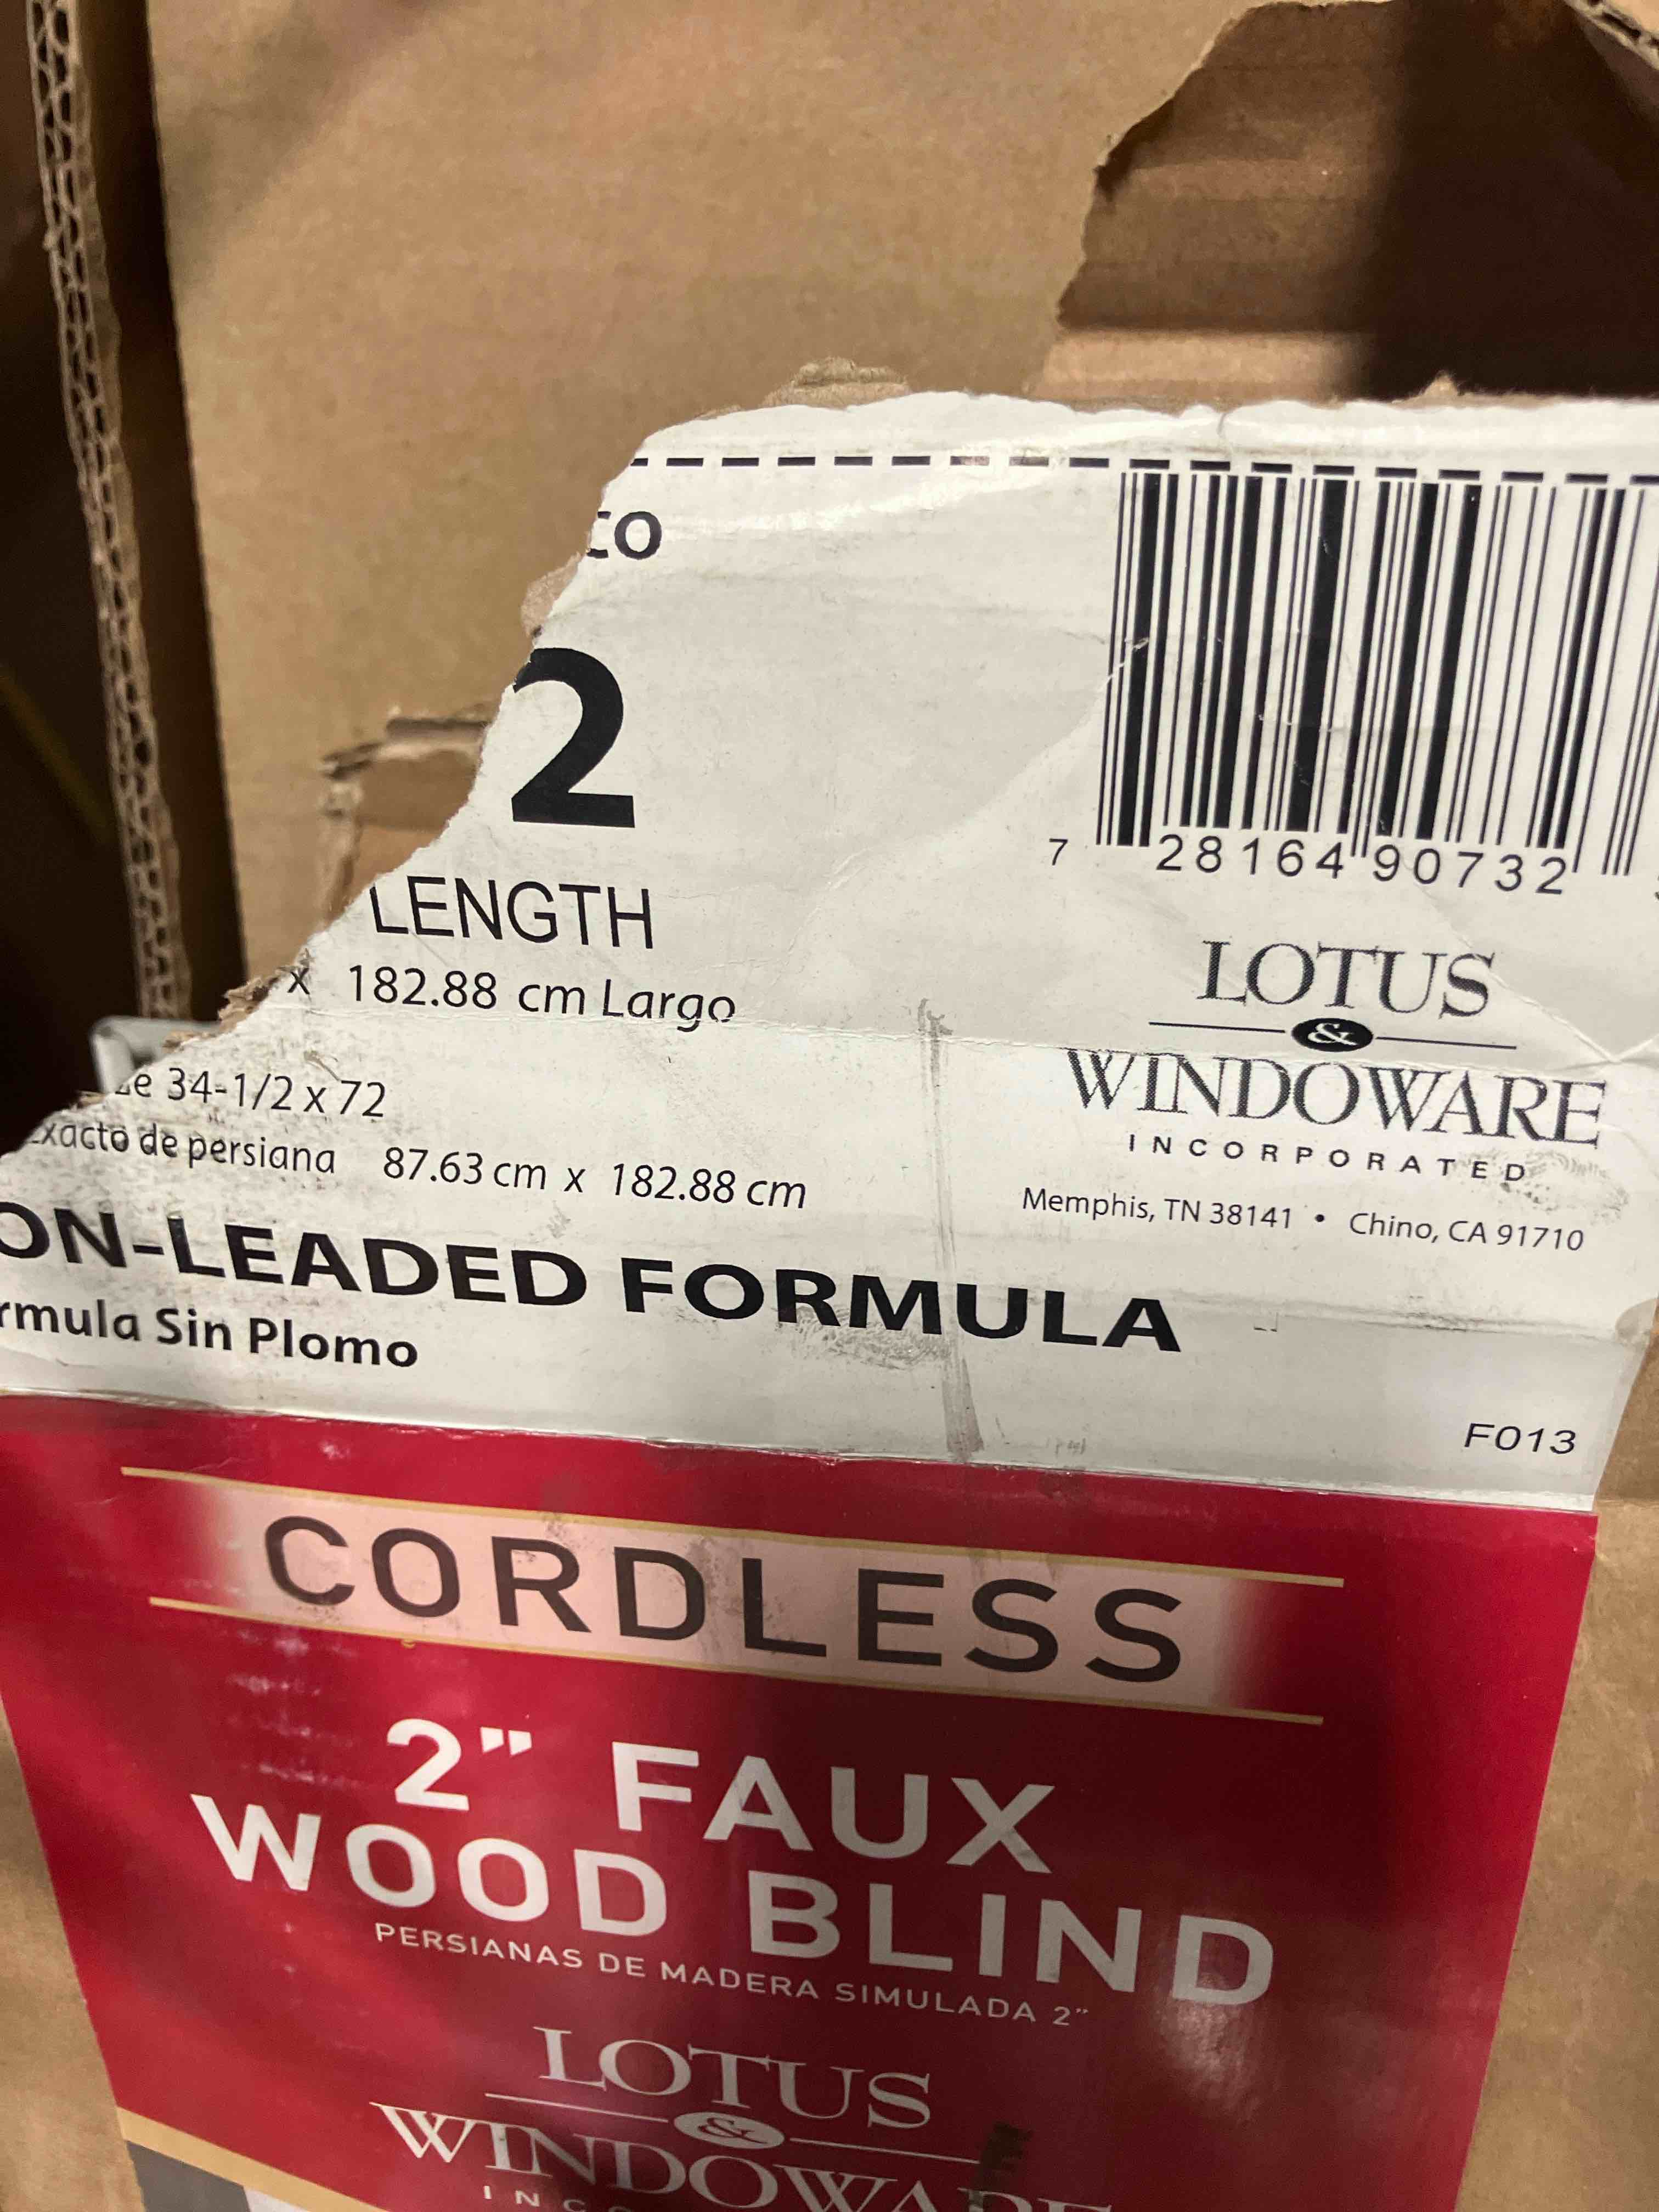 2
LENGTH
x 182.88 cm Largo
34-1/2 x 72
de persiana 87.63 cm x 182.88 cm
ON-LEADED FORMULA
rmula Sin Plomo
7 28164 90732
LOTUS
&
WINDOWARE
INCORPORATED
Memphis, TN 38141 • Chino, CA 91710
F013
CORDLESS
2” FAUX
WOOD BLIND
PERSIANAS DE MADERA SIMULADA 2”
LOTUS
&